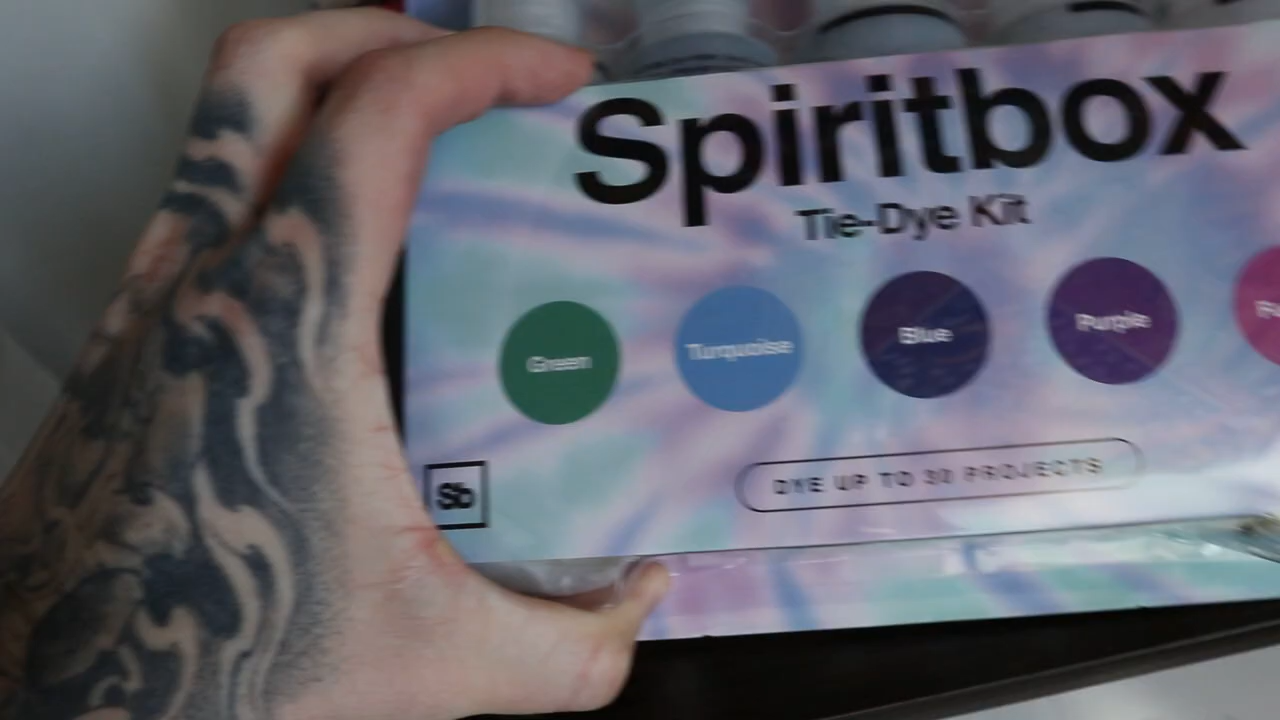 Spiritbox
Tie-Dye Kit
Green
Turquoise
Blue
Purple
Sb
DYE UP TO 30 PROJECTS